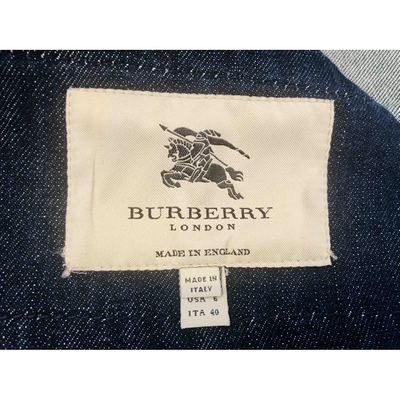 BURBERRY
LONDON
MADE IN ENGLAND
MADE IN
ITALY
USA 6
ITA 40